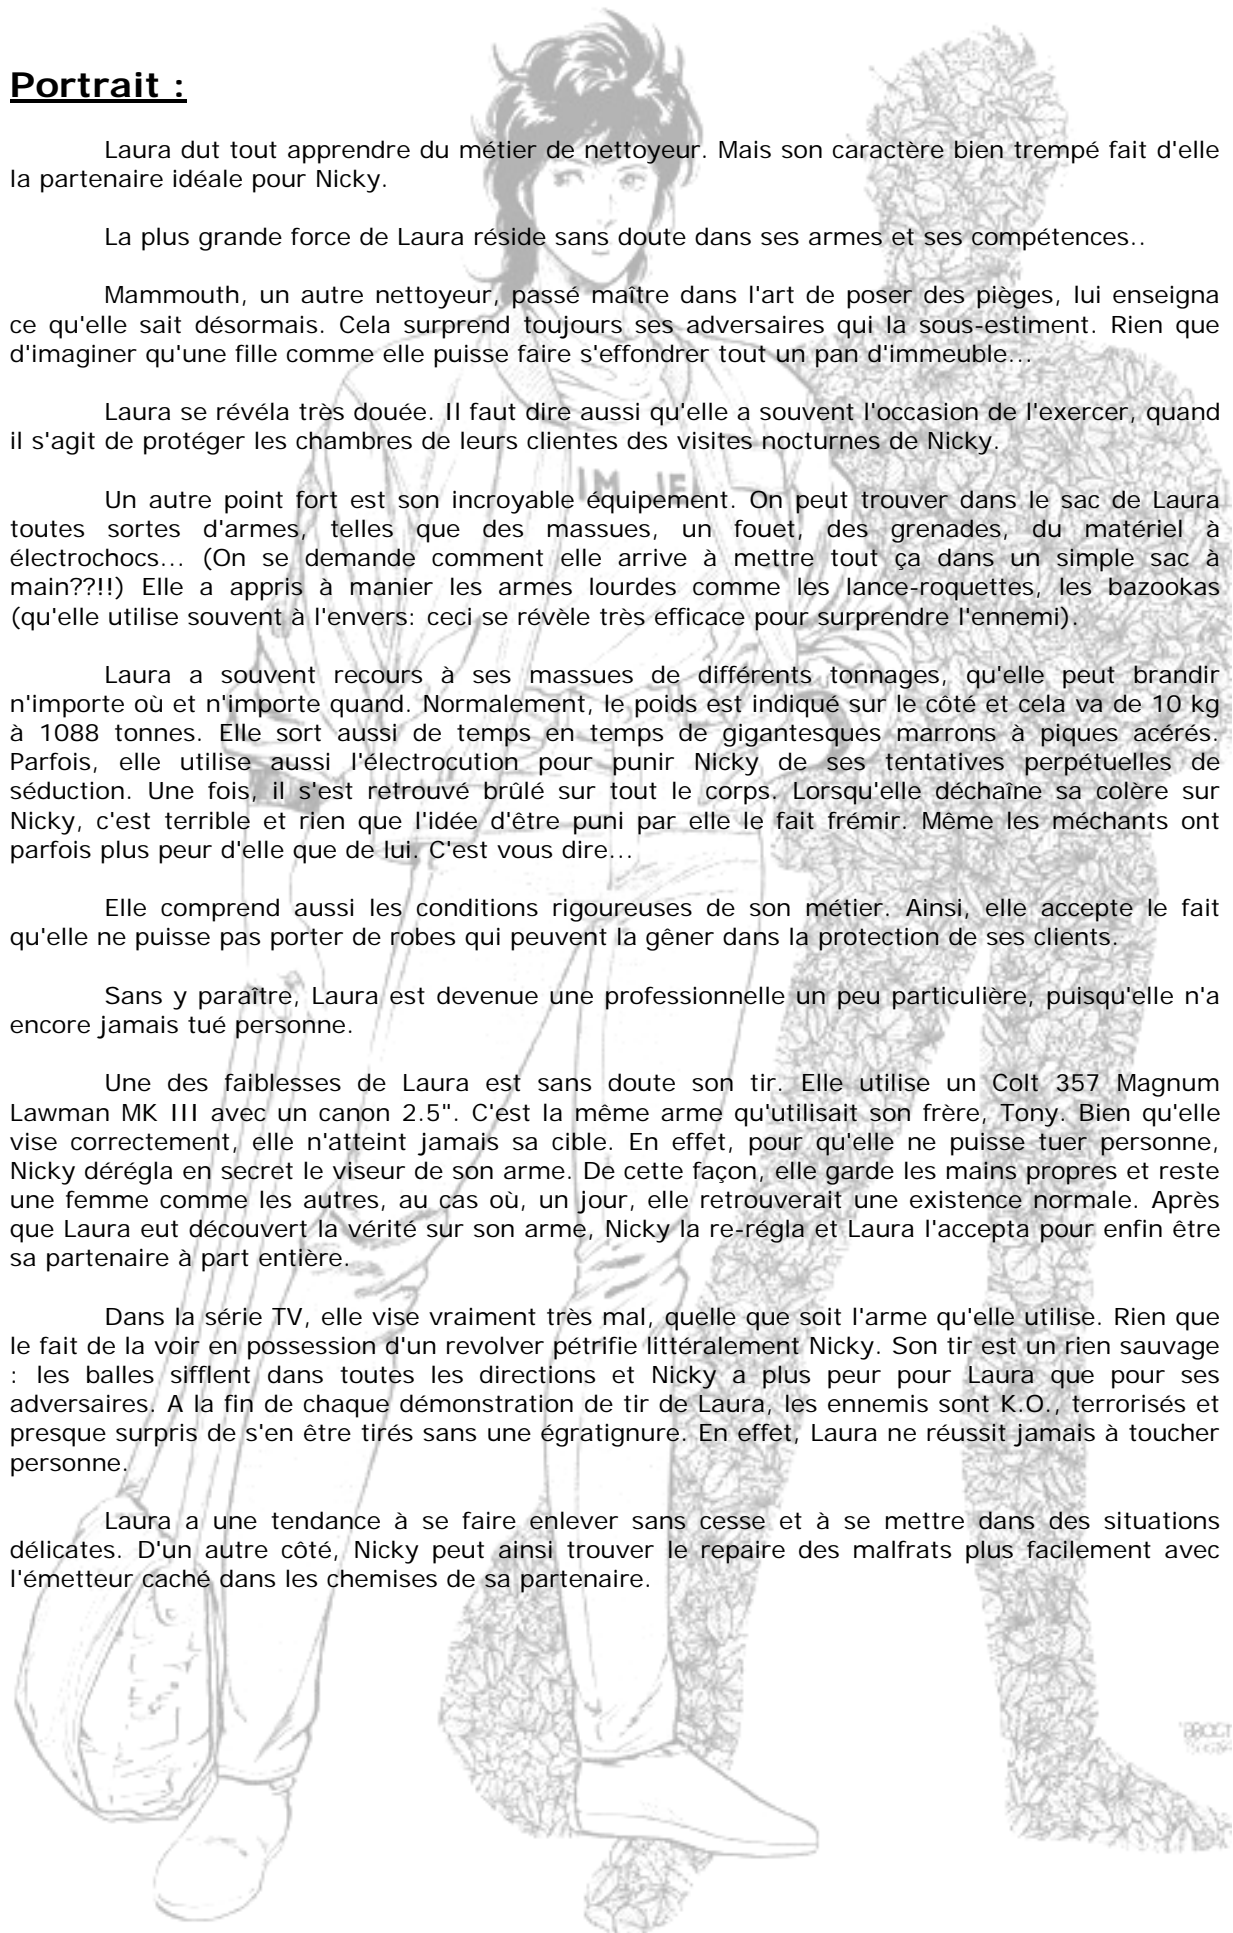 Portrait :
Laura dut tout apprendre du métier de nettoyeur. Mais son caractère bien trempé fait d'elle
la partenaire idéale pour Nicky.
La plus grande force de Laura réside sans doute dans ses armes et ses compétences..
Mammouth, un autre nettoyeur, passé maître dans l'art de poser des pièges, lui enseigna
ce qu'elle sait désormais. Cela surprend toujours ses adversaires qui la sous-estiment. Rien que
d'imaginer qu'une fille comme elle puisse faire s'effondrer tout un pan d'immeuble...
Laura se révéla très douée. Il faut dire aussi qu'elle a souvent l'occasion de l'exercer, quand
il s'agit de protéger les chambres de leurs clientes des visites nocturnes de Nicky.
Un autre point fort est son incroyable équipement. On peut trouver dans le sac de Laura
toutes sortes d'armes, telles que des massues, un fouet, des grenades, du matériel à
électrochocs... (On se demande comment elle arrive à mettre tout ça dans un simple sac à
main??!!) Elle a appris à manier les armes lourdes comme les lance-roquettes, les bazookas
(qu'elle utilise souvent à l'envers: ceci se révèle très efficace pour surprendre l'ennemi).
Laura a souvent recours à ses massues de différents tonnages, qu'elle peut brandir
n'importe où et n'importe quand. Normalement, le poids est indiqué sur le côté et cela va de 10 kg
à 1088 tonnes. Elle sort aussi de temps en temps de gigantesques marrons à piques acérés.
Parfois, elle utilise aussi l'électrocution pour punir Nicky de ses tentatives perpétuelles de
séduction. Une fois, il s'est retrouvé brûlé sur tout le corps. Lorsqu'elle déchaîne sa colère sur
Nicky, c'est terrible et rien que l'idée d'être puni par elle le fait frémir. Même les méchants ont
parfois plus peur d'elle que de lui. C'est vous dire...
Elle comprend aussi les conditions rigoureuses de son métier. Ainsi, elle accepte le fait
qu'elle ne puisse pas porter de robes qui peuvent la gêner dans la protection de ses clients.
Sans y paraître, Laura est devenue une professionnelle un peu particulière, puisqu'elle n'a
encore jamais tué personne.
Une des faiblesses de Laura est sans doute son tir. Elle utilise un Colt 357 Magnum
Lawman MK III avec un canon 2.5". C'est la même arme qu'utilisait son frère, Tony. Bien qu'elle
vise correctement, elle n'atteint jamais sa cible. En effet, pour qu'elle ne puisse tuer personne,
Nicky dérégla en secret le viseur de son arme. De cette façon, elle garde les mains propres et reste
une femme comme les autres, au cas où, un jour, elle retrouverait une existence normale. Après
que Laura eut découvert la vérité sur son arme, Nicky la re-régla et Laura l'accepta pour enfin être
sa partenaire à part entière.
Dans la série TV, elle vise vraiment très mal, quelle que soit l'arme qu'elle utilise. Rien que
le fait de la voir en possession d'un revolver pétrifie littéralement Nicky. Son tir est un rien sauvage
: les balles sifflent dans toutes les directions et Nicky a plus peur pour Laura que pour ses
adversaires. A la fin de chaque démonstration de tir de Laura, les ennemis sont K.O., terrorisés et
presque surpris de s'en être tirés sans une égratignure. En effet, Laura ne réussit jamais à toucher
personne.
Laura a une tendance à se faire enlever sans cesse et à se mettre dans des situations
délicates. D'un autre côté, Nicky peut ainsi trouver le repaire des malfrats plus facilement avec
l'émetteur caché dans les chemises de sa partenaire.